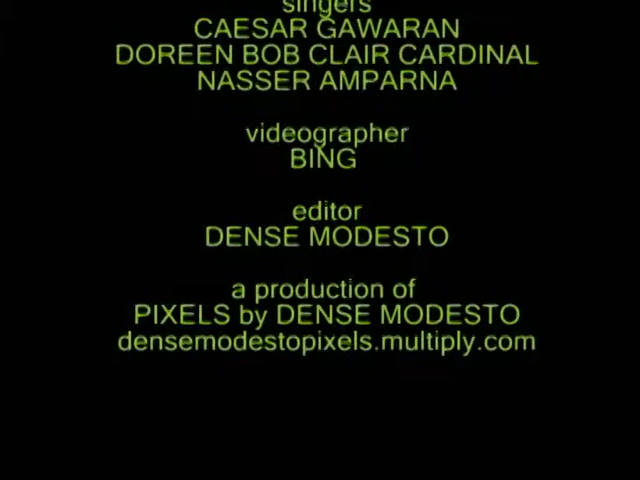 singers
CAESAR GAWARAN
DOREEN BOB CLAIR CARDINAL
NASSER AMPARNA
videographer
BING
editor
DENSE MODESTO
a production of
PIXELS by DENSE MODESTO
densemodestopixels.multiply.com